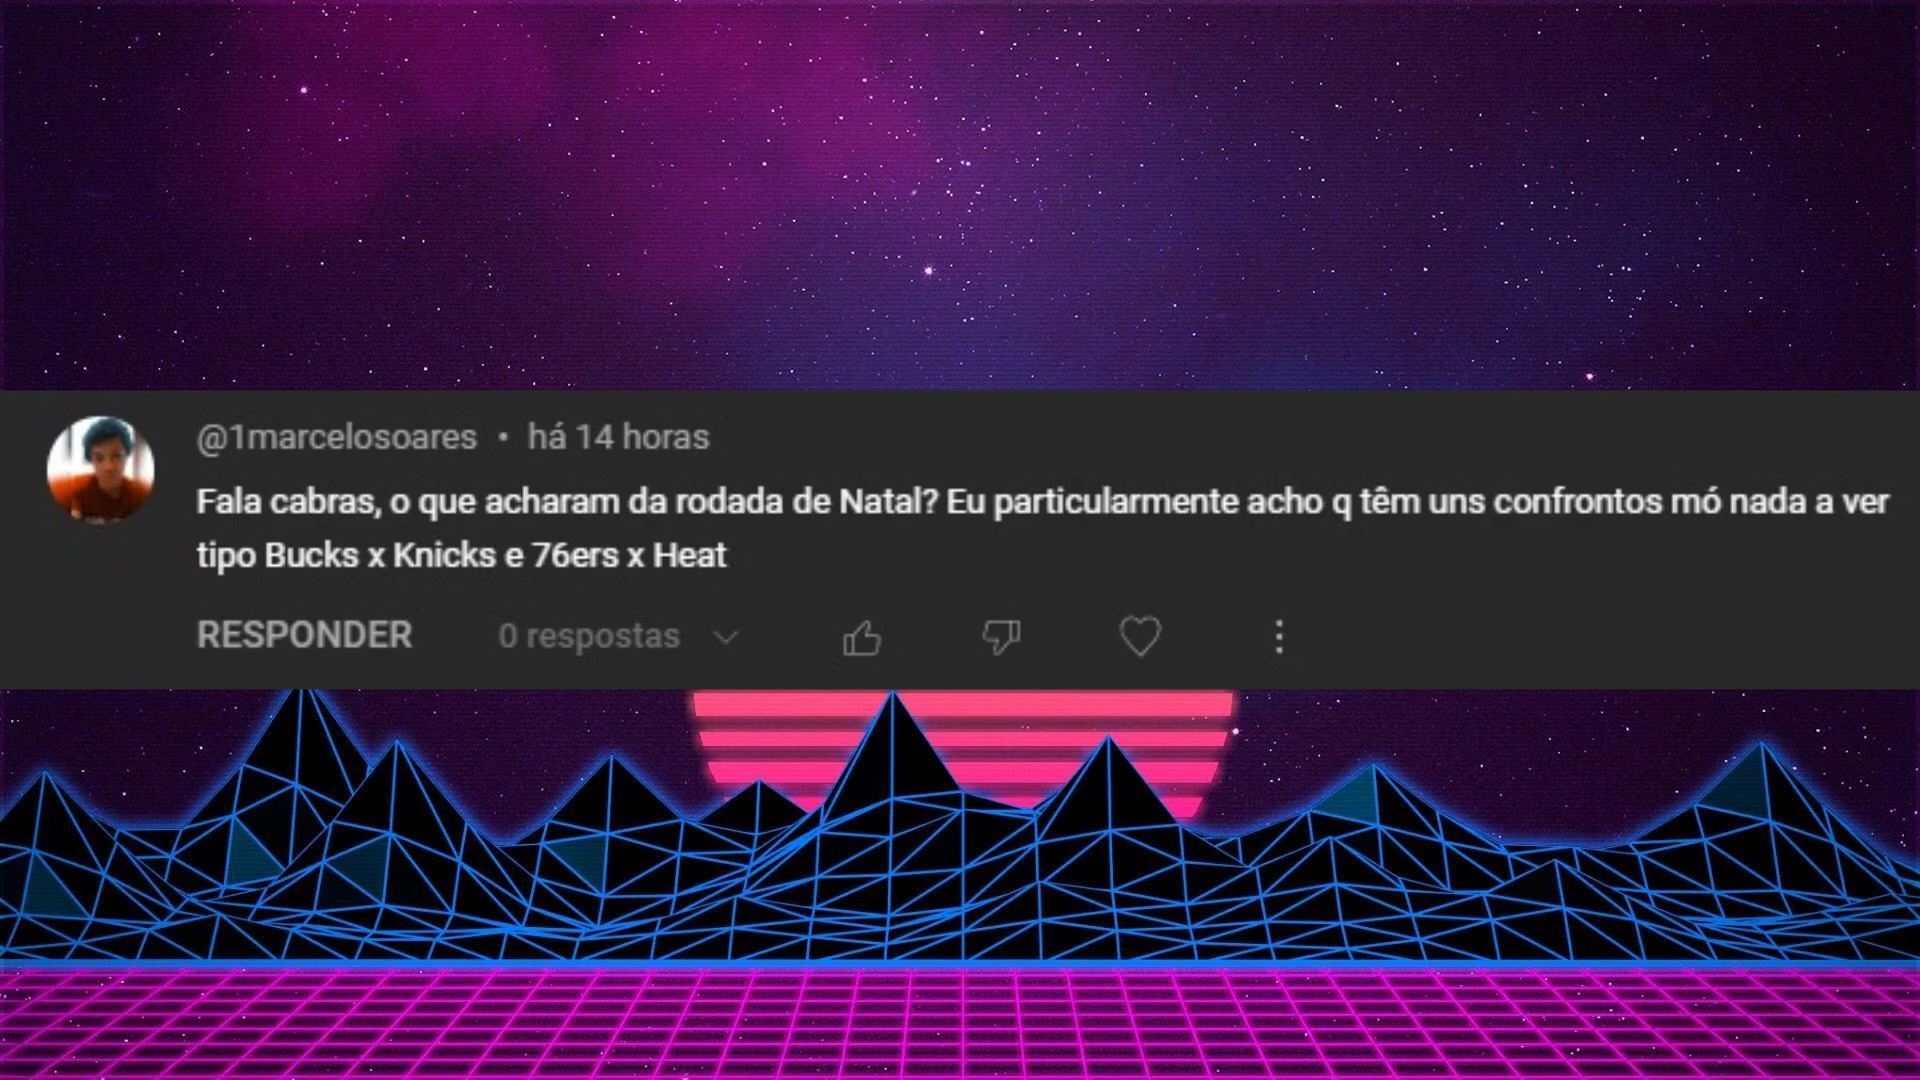 @1marcelosoares • há 14 horas
Fala cabras, o que acharam da rodada de Natal? Eu particularmente acho q têm uns confrontos mó nada a ver
tipo Bucks x Knicks e 76ers x Heat
RESPONDER 0 respostas